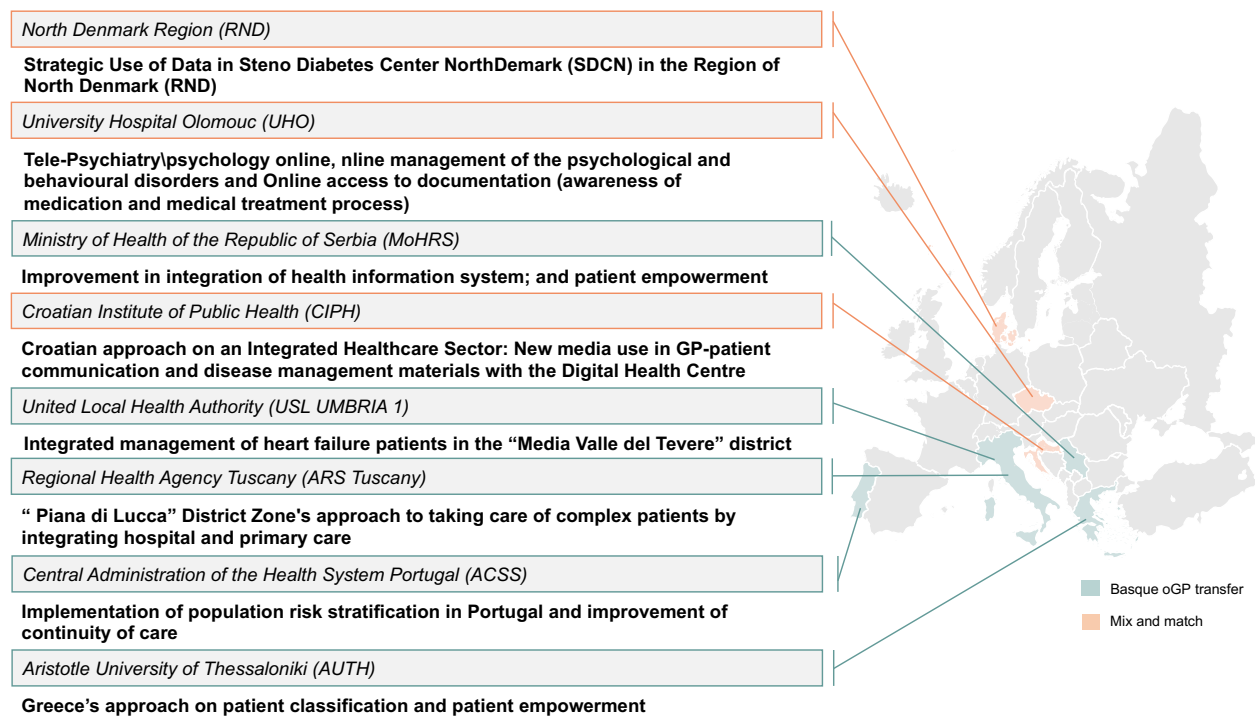 North Denmark Region (RND)
Strategic Use of Data in Steno Diabetes Center NorthDemark (SDCN) in the Region of
North Denmark (RND)
University Hospital Olomouc (UHO)
Tele-Psychiatry\psychology online, nline management of the psychological and
behavioural disorders and Online access to documentation (awareness of
medication and medical treatment process)
Ministry of Health of the Republic of Serbia (MoHRS)
Improvement in integration of health information system; and patient empowerment
Croatian Institute of Public Health (CIPH)
Croatian approach on an Integrated Healthcare Sector: New media use in GP-patient
communication and disease management materials with the Digital Health Centre
United Local Health Authority (USL UMBRIA 1)
Integrated management of heart failure patients in the “Media Valle del Tevere” district
Regional Health Agency Tuscany (ARS Tuscany)
“ Piana di Lucca” District Zone's approach to taking care of complex patients by
integrating hospital and primary care
Central Administration of the Health System Portugal (ACSS)
Implementation of population risk stratification in Portugal and improvement of
continuity of care
Aristotle University of Thessaloniki (AUTH)
Greece’s approach on patient classification and patient empowerment
Basque oGP transfer
Mix and match